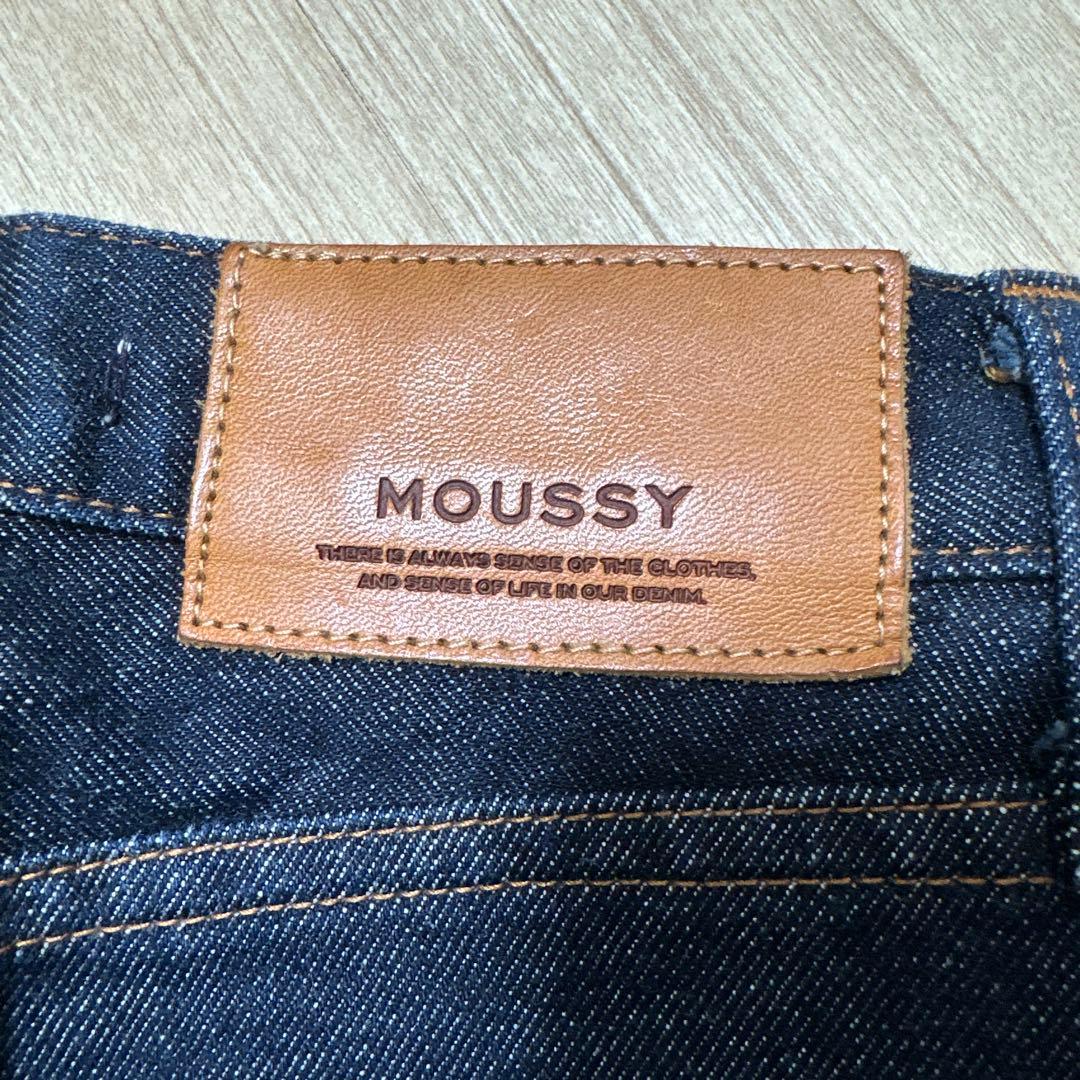 MOUSSY
THERE IS ALWAYS SENSE OF THE CLOTHES,
AND SENSE OF LIFE IN OUR DENIM.